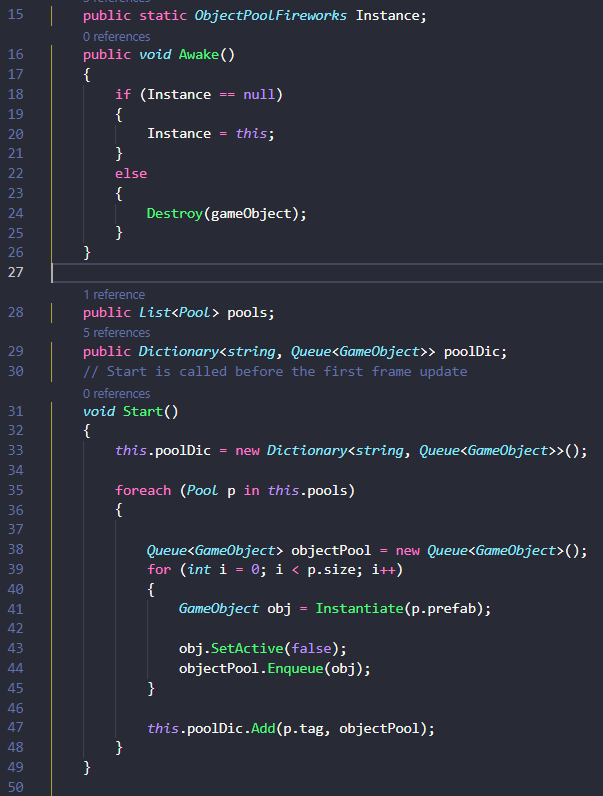 15 public static ObjectPoolFireworks Instance;
0 references
16 public void Awake()
17 {
18 if (Instance == null)
19 {
20 Instance = this;
21 }
22 else
23 {
24 Destroy(gameObject);
25 }
26 }
27
1 reference
28 public List<Pool> pools;
5 references
29 public Dictionary<string, Queue<GameObject>> poolDic;
30 // Start is called before the first frame update
0 references
31 void Start()
32 {
33 this.poolDic = new Dictionary<string, Queue<GameObject>>();
34
35 foreach (Pool p in this.pools)
36 {
37
38 Queue<GameObject> objectPool = new Queue<GameObject>();
39 for (int i = 0; i < p.size; i++)
40 {
41 GameObject obj = Instantiate(p.prefab);
42
43 obj.SetActive(false);
44 objectPool.Enqueue(obj);
45 }
46
47 this.poolDic.Add(p.tag, objectPool);
48 }
49 }
50